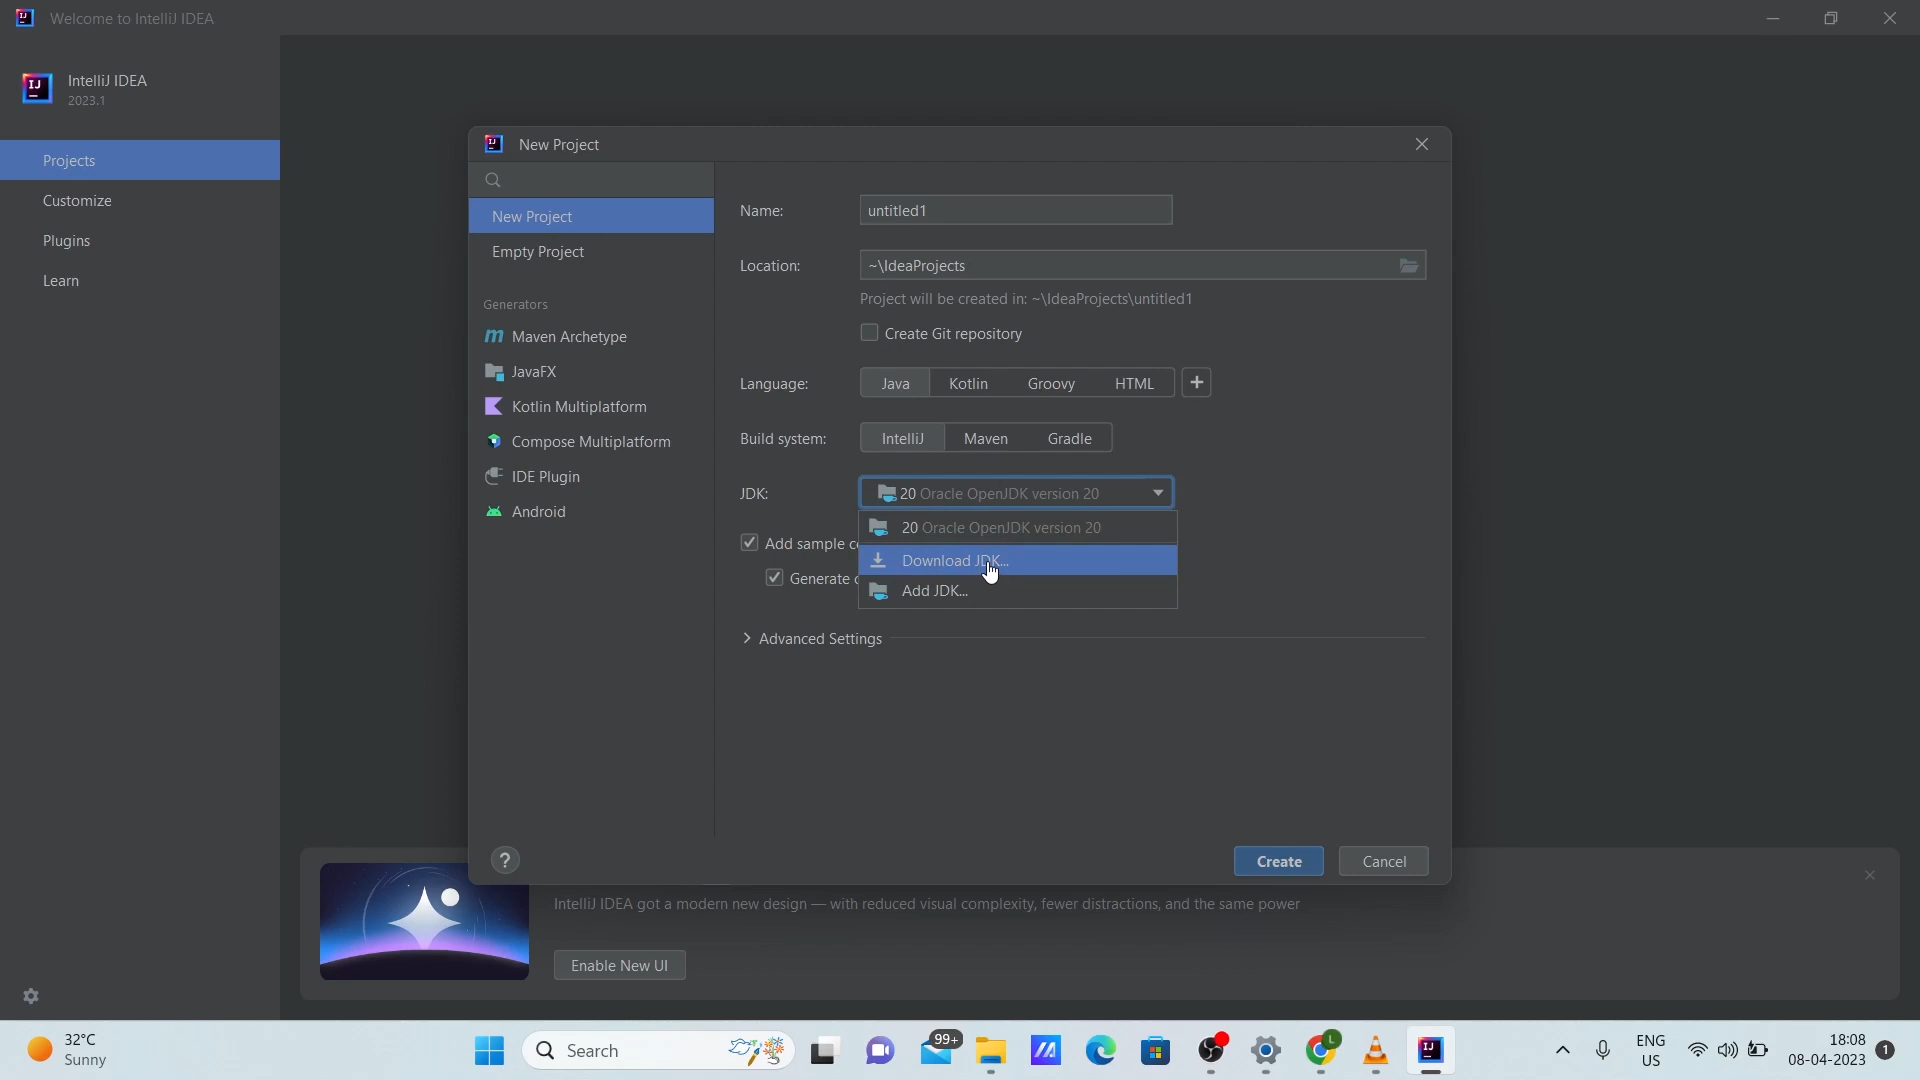 Welcome to IntelliJ IDEA
IntelliJ IDEA
2023.1
Projects
Customize
Plugins
Learn
New Project
New Project
Empty Project
Generators
Maven Archetype
JavaFX
Kotlin Multiplatform
Compose Multiplatform
IDE Plugin
Android
Name: untitled1
Location: ~\IdeaProjects
Project will be created in: ~\IdeaProjects\untitled1
Create Git repository
Language: Java Kotlin Groovy HTML +
Build system: IntelliJ Maven Gradle
JDK: 20 Oracle OpenJDK version 20
20 Oracle OpenJDK version 20
Add sample
Download JDK...
Generate
Add JDK...
Advanced Settings
? Create Cancel
IntelliJ IDEA got a modern new design — with reduced visual complexity, fewer distractions, and the same power
Enable New UI
32°C
Sunny
Search
99+
L
ENG
US
18:08
08-04-2023
1